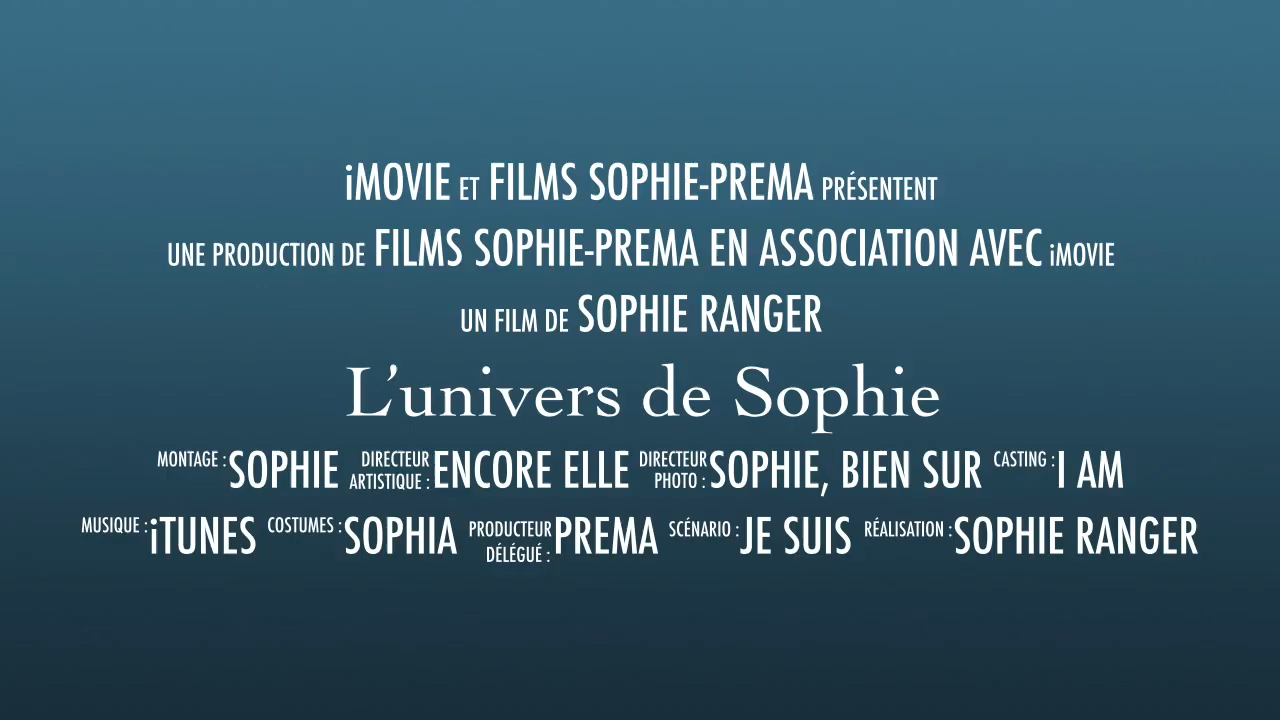 iMOVIE ET FILMS SOPHIE-PREMA PRÉSENTENT
UNE PRODUCTION DE FILMS SOPHIE-PREMA EN ASSOCIATION AVEC iMOVIE
UN FILM DE SOPHIE RANGER
L’univers de Sophie
MONTAGE : SOPHIE DIRECTEUR ARTISTIQUE : ENCORE ELLE DIRECTEUR PHOTO : SOPHIE, BIEN SUR CASTING : I AM
MUSIQUE : iTUNES COSTUMES : SOPHIA PRODUCTEUR DÉLÉGUÉ : PREMA SCÉNARIO : JE SUIS RÉALISATION : SOPHIE RANGER